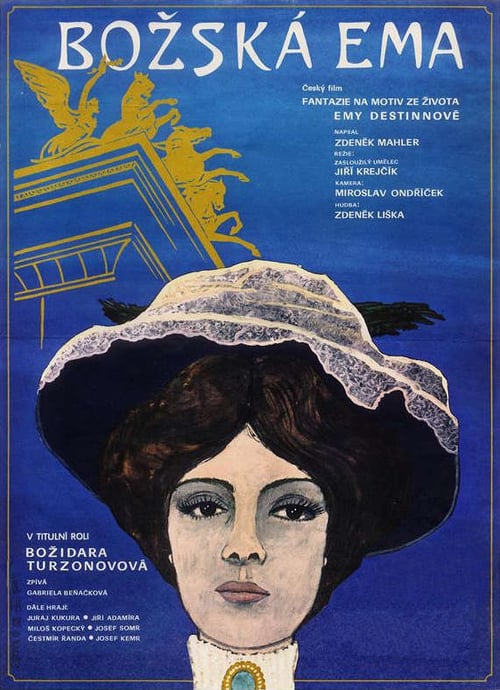 BOŽSKÁ EMA
Český film
FANTAZIE NA MOTIV ZE ŽIVOTA
EMY DESTINNOVÉ
NAPSAL
ZDENĚK MAHLER
REŽIE:
ZASLOUŽILÝ UMĚLEC
JIŘÍ KREJČÍK
KAMERA:
MIROSLAV ONDŘÍČEK
HUDBA:
ZDENĚK LIŠKA
V TITULNÍ ROLI
BOŽIDARA
TURZONOVOVÁ
ZPÍVÁ
GABRIELA BEŇAČKOVÁ
DÁLE HRAJÍ:
JURAJ KUKURA ● JIŘÍ ADAMÍRA
MILOŠ KOPECKÝ ● JOSEF SOMR
ČESTMÍR ŘANDA ● JOSEF KEMR